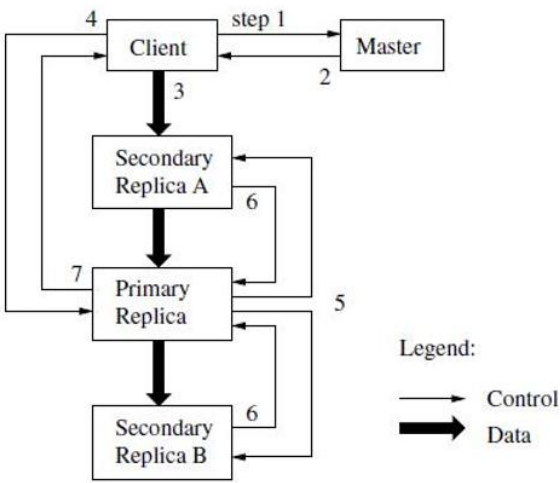 4
step 1
Client
Master
2
3
Secondary
Replica A
6
7
Primary
Replica
5
Legend:
Control
6
Data
Secondary
Replica B